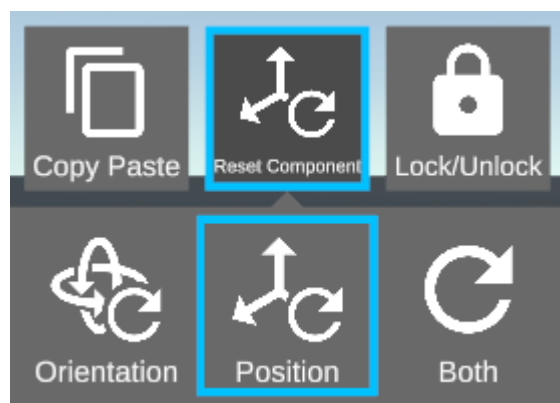 Copy Paste
Reset Component
Lock/Unlock
Orientation
Position
Both